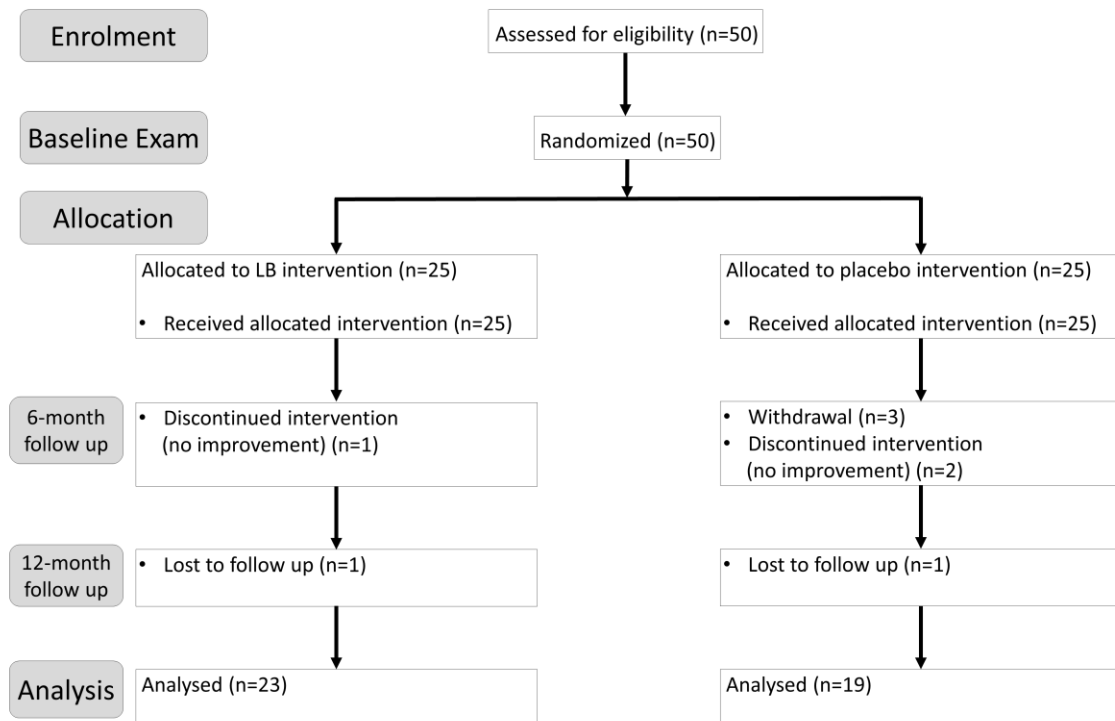 Enrolment
Assessed for eligibility (n=50)
Baseline Exam
Randomized (n=50)
Allocation
Allocated to LB intervention (n=25)
• Received allocated intervention (n=25)
Allocated to placebo intervention (n=25)
• Received allocated intervention (n=25)
6-month
follow up
• Discontinued intervention
(no improvement) (n=1)
• Withdrawal (n=3)
• Discontinued intervention
(no improvement) (n=2)
12-month
follow up
• Lost to follow up (n=1)
• Lost to follow up (n=1)
Analysis
Analysed (n=23)
Analysed (n=19)